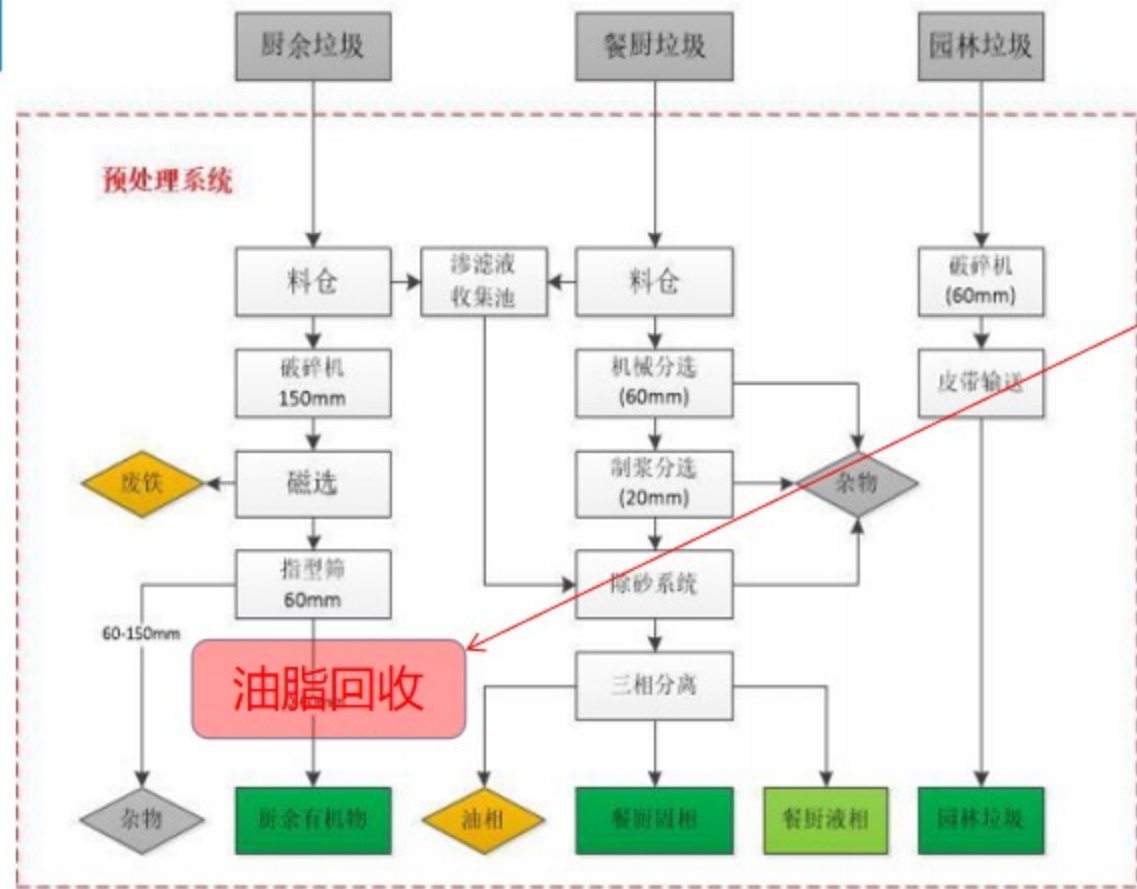 厨余垃圾
餐厨垃圾
园林垃圾
预处理系统
料仓
渗滤液
收集池
料仓
破碎机
(60mm)
破碎机
150mm
机械分选
(60mm)
皮带输送
废铁
磁选
制浆分选
(20mm)
杂物
指型筛
60mm
除砂系统
60-150mm
油脂回收
三相分离
杂物
厨余有机物
油相
餐厨固相
餐厨液相
园林垃圾